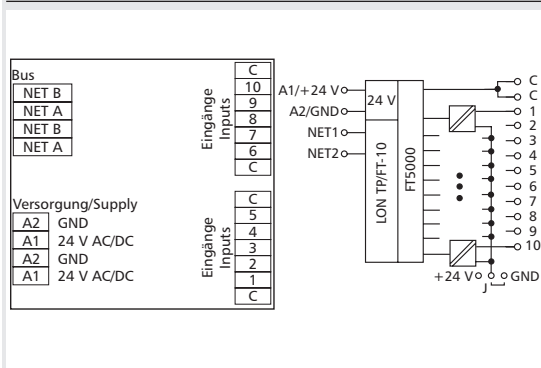 Bus
NET B
NET A
NET B
NET A
Versorgung/Supply
A2 GND
A1 24 V AC/DC
A2 GND
A1 24 V AC/DC
Eingänge
Inputs
C
10
9
8
7
6
C
Eingänge
Inputs
C
5
4
3
2
1
C
A1/+24 V
A2/GND
NET1
NET2
24 V
LON TP/FT-10
FT5000
C
C
1
2
3
4
5
6
7
8
9
10
+24 V
J
GND